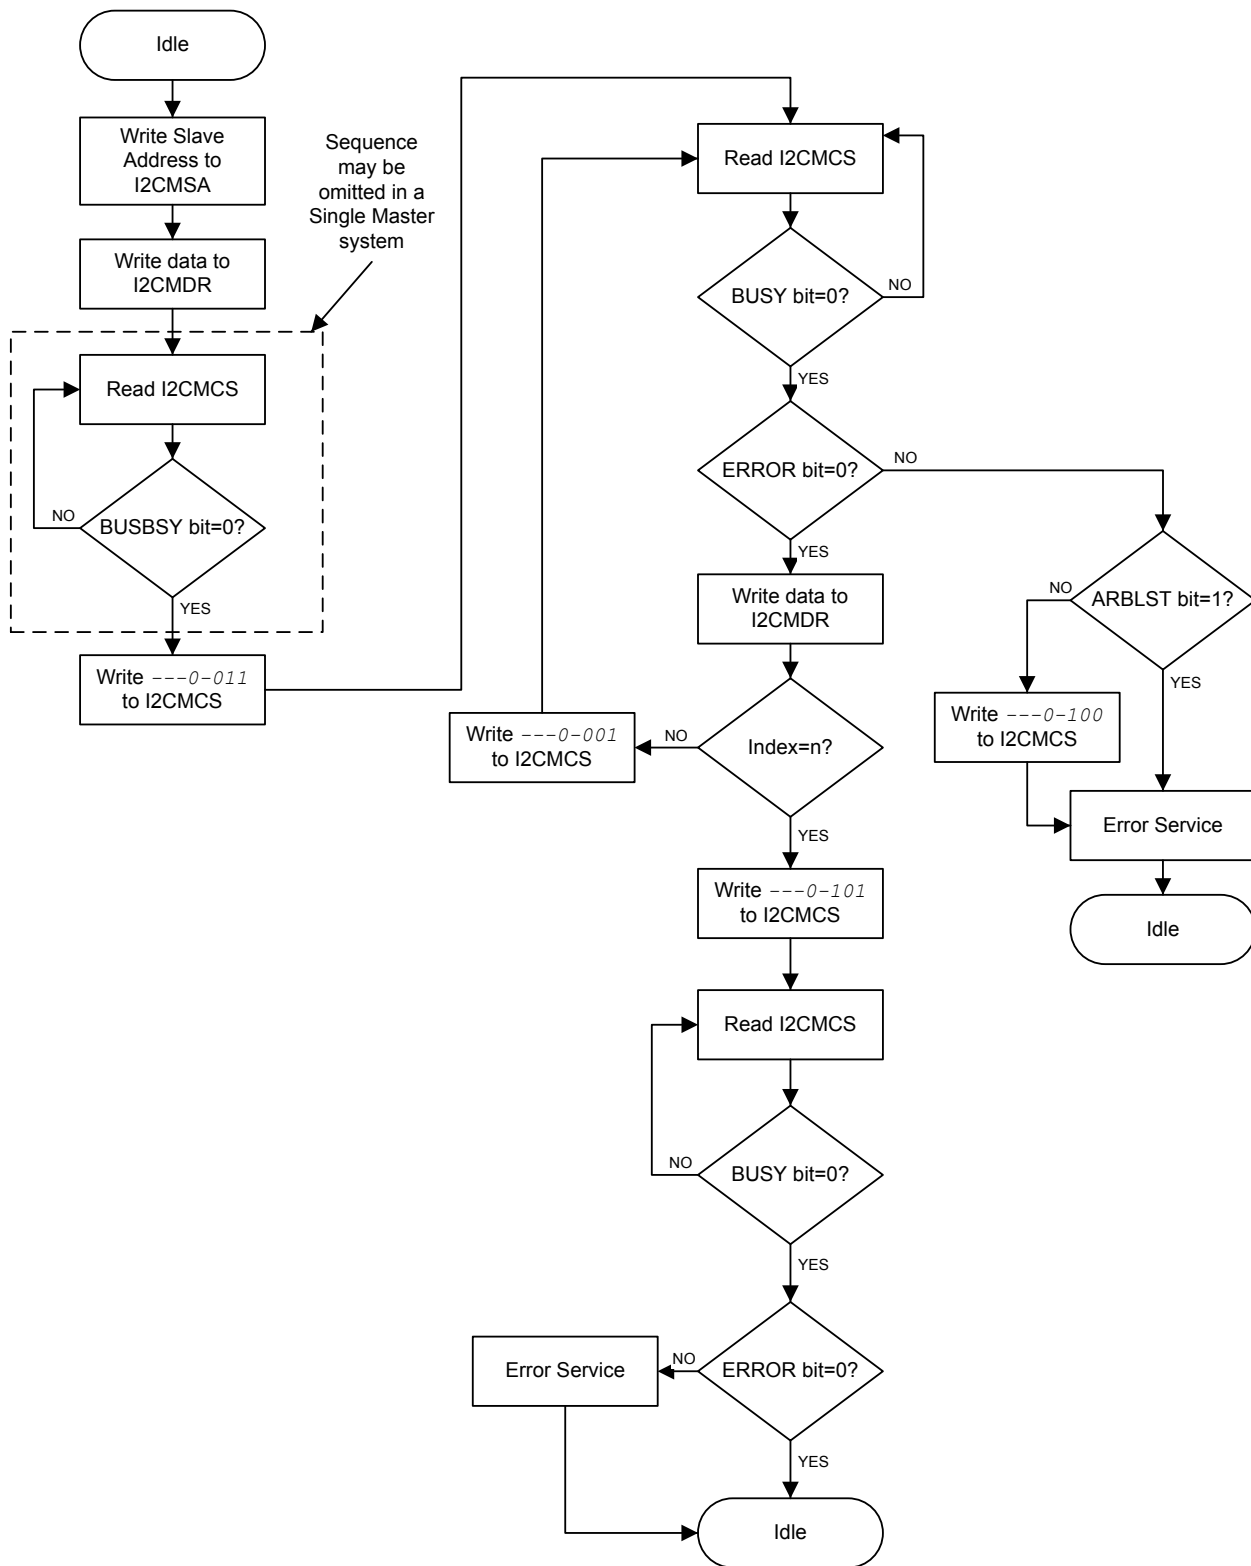 Idle
Write Slave
Address to
I2CMSA
Write data to
I2CMDR
Sequence
may be
omitted in a
Single Master
system
Read I2CMCS
BUSBSY bit=0?
NO
YES
Write ---0-011
to I2CMCS
Read I2CMCS
BUSY bit=0?
NO
YES
ERROR bit=0?
NO
YES
Write data to
I2CMDR
Index=n?
NO
Write ---0-001
to I2CMCS
YES
ARBLST bit=1?
NO
YES
Write ---0-100
to I2CMCS
Error Service
Idle
Write ---0-101
to I2CMCS
Read I2CMCS
BUSY bit=0?
NO
YES
ERROR bit=0?
NO
Error Service
YES
Idle